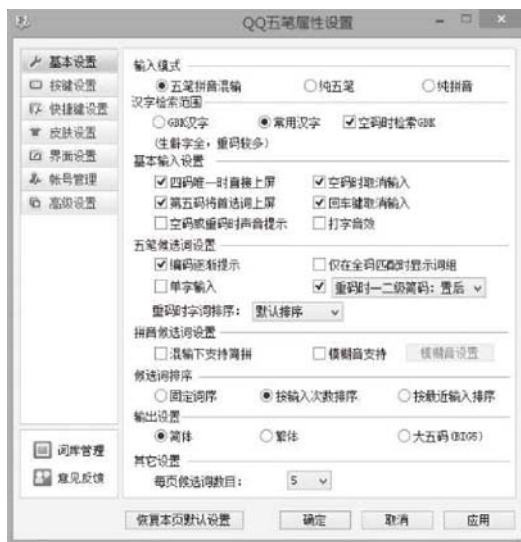 QQ五笔属性设置
基本设置
按键设置
快捷键设置
皮肤设置
界面设置
帐号管理
高级设置
词库管理
意见反馈
输入模式
五笔拼音混输 纯五笔 纯拼音
汉字检索范围
GBK汉字 常用汉字 空码时检索GBK
(生僻字全，重码较多)
基本输入设置
四码唯一时直接上屏 空码时取消输入
第五码将首选词上屏 回车键取消输入
空码或重码时声音提示 打字音效
五笔候选词设置
编码逐渐提示 仅在全码匹配时显示词组
单字输入 重码时一二级简码：置后
重码时字词排序： 默认排序
拼音候选词设置
混输下支持简拼 模糊音支持 模糊音设置
候选词排序
固定词序 按输入次数排序 按最近输入排序
输出设置
简体 繁体 大五码(BIG5)
其它设置
每页候选词数目： 5
恢复本页默认设置 确定 取消 应用